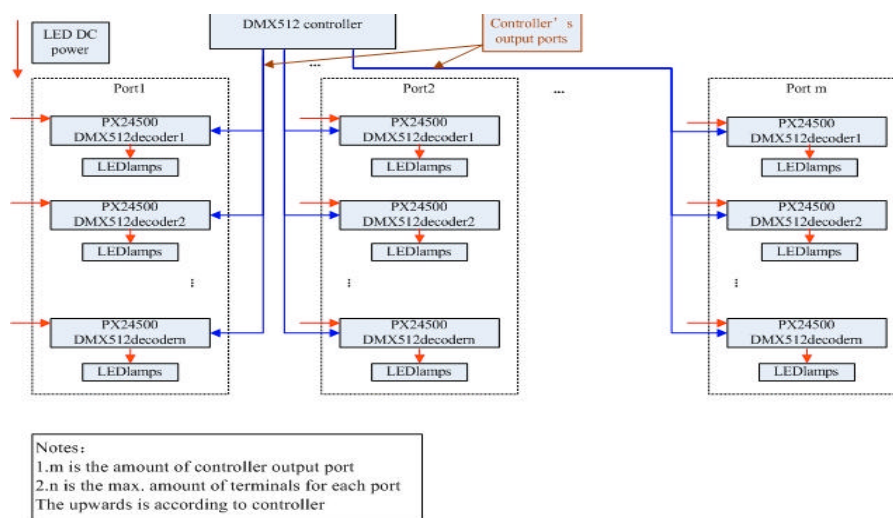 LED DC
power
DMX512 controller
Controller's
output ports
...
Port1
Port2
...
Port m
PX24500
DMX512decoder1
PX24500
DMX512decoder1
PX24500
DMX512decoder1
LEDlamps
LEDlamps
LEDlamps
PX24500
DMX512decoder2
PX24500
DMX512decoder2
PX24500
DMX512decoder2
LEDlamps
LEDlamps
LEDlamps
...
...
...
PX24500
DMX512decodern
PX24500
DMX512decodern
PX24500
DMX512decodern
LEDlamps
LEDlamps
LEDlamps
Notes:
1.m is the amount of controller output port
2.n is the max. amount of terminals for each port
The upwards is according to controller